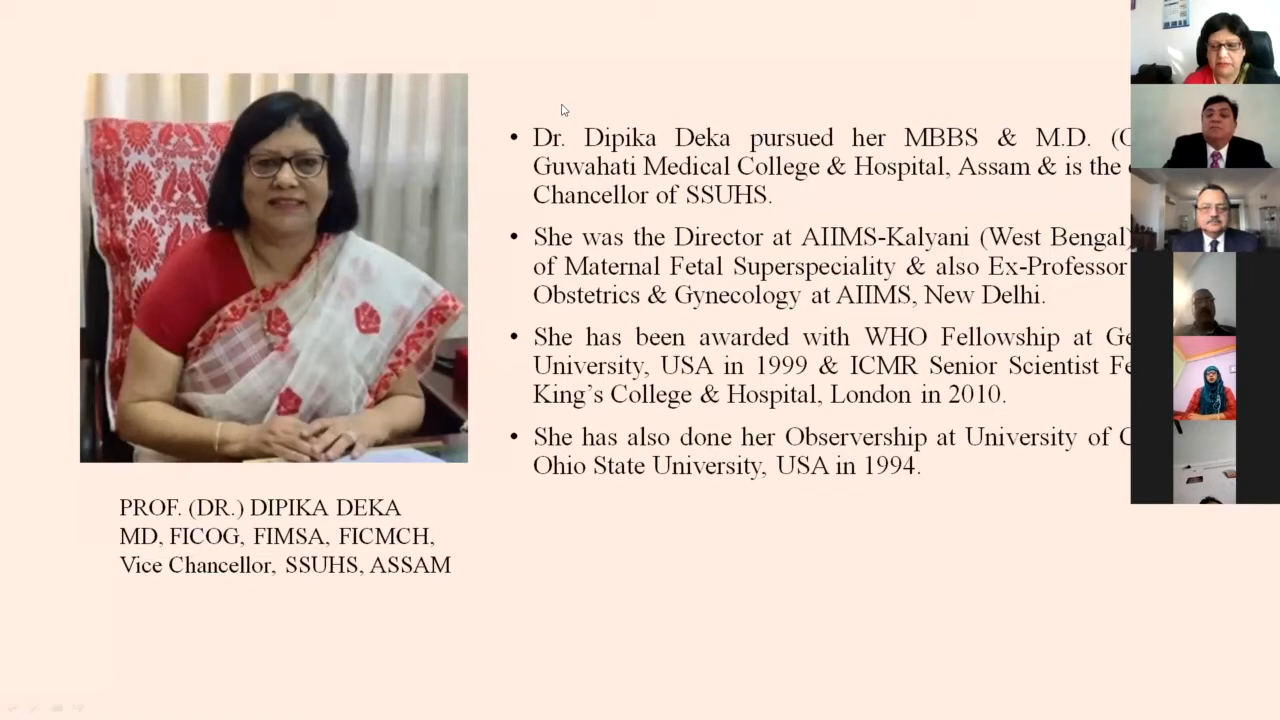 • Dr. Dipika Deka pursued her MBBS & M.D.
Guwahati Medical College & Hospital, Assam & is the
Chancellor of SSUHS.
• She was the Director at AIIMS-Kalyani (West Bengal)
of Maternal Fetal Superspeciality & also Ex-Professor
Obstetrics & Gynecology at AIIMS, New Delhi.
• She has been awarded with WHO Fellowship at
University, USA in 1999 & ICMR Senior Scientist
King’s College & Hospital, London in 2010.
• She has also done her Observership at University of
Ohio State University, USA in 1994.
PROF. (DR.) DIPIKA DEKA
MD, FICOG, FIMSA, FICMCH,
Vice Chancellor, SSUHS, ASSAM